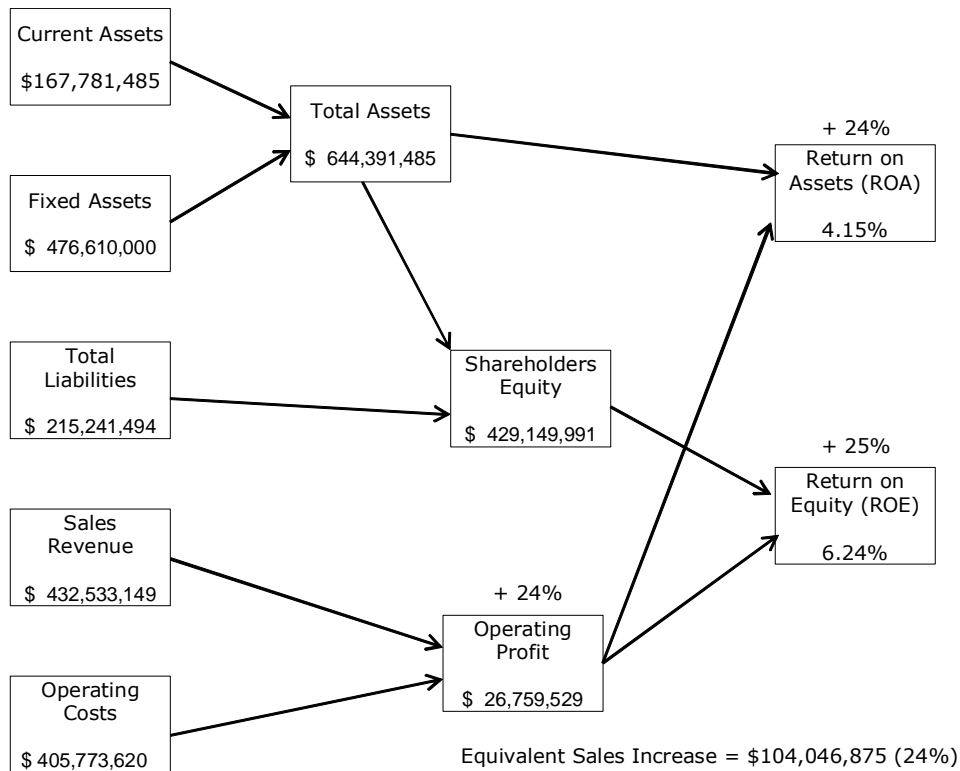 Current Assets
$167,781,485
Fixed Assets
$ 476,610,000
Total
Liabilities
$ 215,241,494
Sales
Revenue
$ 432,533,149
Operating
Costs
$ 405,773,620
Total Assets
$ 644,391,485
Shareholders
Equity
$ 429,149,991
+ 24%
Operating
Profit
$ 26,759,529
+ 24%
Return on
Assets (ROA)
4.15%
+ 25%
Return on
Equity (ROE)
6.24%
Equivalent Sales Increase = $104,046,875 (24%)